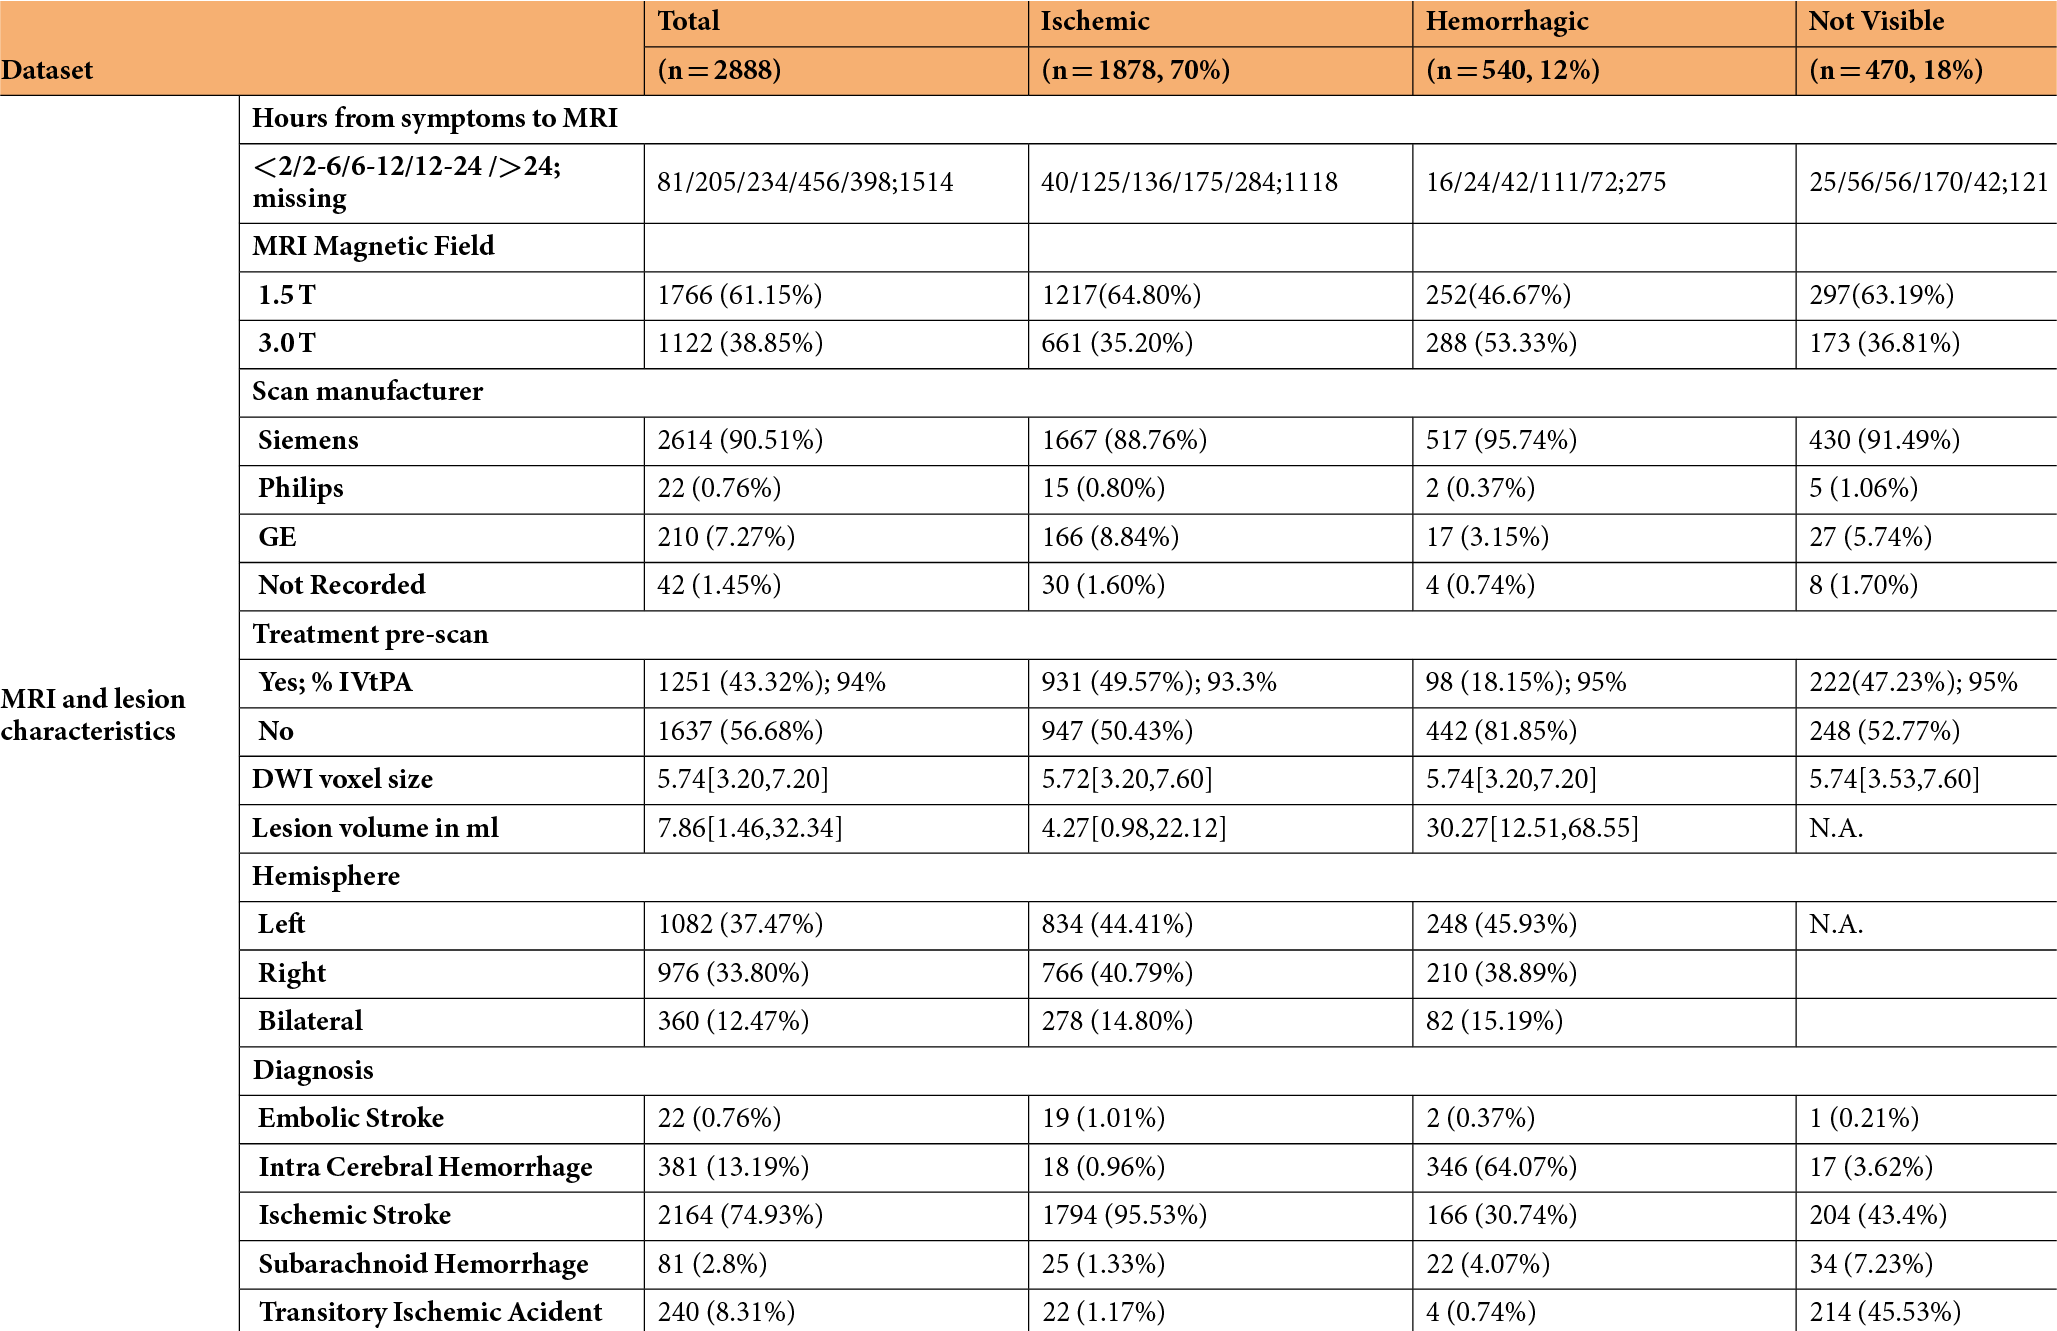 Total Ischemic Hemorrhagic Not Visible
Dataset (n = 2888) (n = 1878, 70%) (n = 540, 12%) (n = 470, 18%)
Hours from symptoms to MRI
<2/2-6/6-12/12-24 />24;
missing 81/205/234/456/398;1514 40/125/136/175/284;1118 16/24/42/111/72;275 25/56/56/170/42;121
MRI Magnetic Field
1.5 T 1766 (61.15%) 1217(64.80%) 252(46.67%) 297(63.19%)
3.0 T 1122 (38.85%) 661 (35.20%) 288 (53.33%) 173 (36.81%)
Scan manufacturer
Siemens 2614 (90.51%) 1667 (88.76%) 517 (95.74%) 430 (91.49%)
Philips 22 (0.76%) 15 (0.80%) 2 (0.37%) 5 (1.06%)
GE 210 (7.27%) 166 (8.84%) 17 (3.15%) 27 (5.74%)
Not Recorded 42 (1.45%) 30 (1.60%) 4 (0.74%) 8 (1.70%)
Treatment pre-scan
MRI and lesion
characteristics
Yes; % IVtPA 1251 (43.32%); 94% 931 (49.57%); 93.3% 98 (18.15%); 95% 222(47.23%); 95%
No 1637 (56.68%) 947 (50.43%) 442 (81.85%) 248 (52.77%)
DWI voxel size 5.74[3.20,7.20] 5.72[3.20,7.60] 5.74[3.20,7.20] 5.74[3.53,7.60]
Lesion volume in ml 7.86[1.46,32.34] 4.27[0.98,22.12] 30.27[12.51,68.55] N.A.
Hemisphere
Left 1082 (37.47%) 834 (44.41%) 248 (45.93%) N.A.
Right 976 (33.80%) 766 (40.79%) 210 (38.89%)
Bilateral 360 (12.47%) 278 (14.80%) 82 (15.19%)
Diagnosis
Embolic Stroke 22 (0.76%) 19 (1.01%) 2 (0.37%) 1 (0.21%)
Intra Cerebral Hemorrhage 381 (13.19%) 18 (0.96%) 346 (64.07%) 17 (3.62%)
Ischemic Stroke 2164 (74.93%) 1794 (95.53%) 166 (30.74%) 204 (43.4%)
Subarachnoid Hemorrhage 81 (2.8%) 25 (1.33%) 22 (4.07%) 34 (7.23%)
Transitory Ischemic Acident 240 (8.31%) 22 (1.17%) 4 (0.74%) 214 (45.53%)